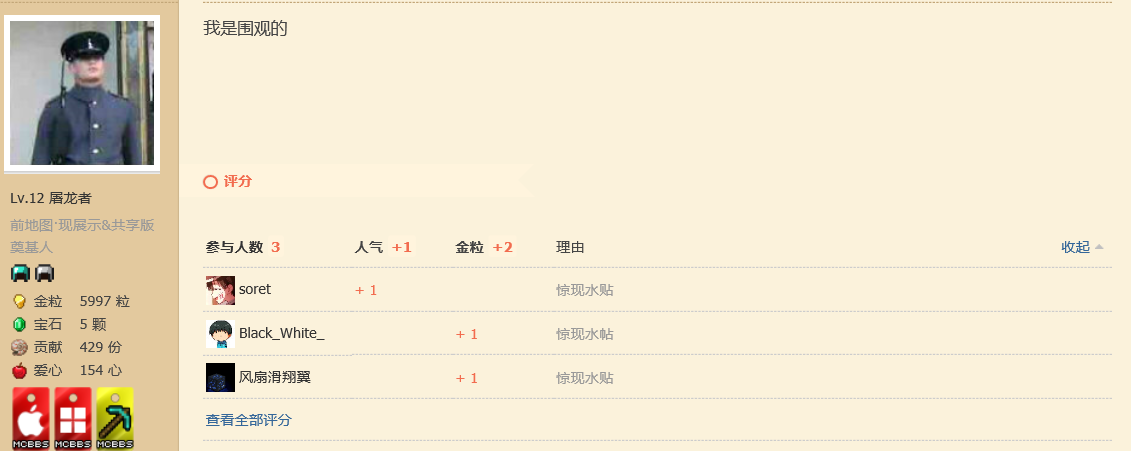 我是围观的
评分
Lv.12 屠龙者
前地图·现展示&共享版
奠基人
金粒 5997 粒
宝石 5 颗
贡献 429 份
爱心 154 心
MCBBS MCBBS MCBBS
参与人数 3 人气 +1 金粒 +2 理由 收起
soret + 1 惊现水贴
Black_White_ + 1 惊现水帖
风扇滑翔翼 + 1 惊现水贴
查看全部评分